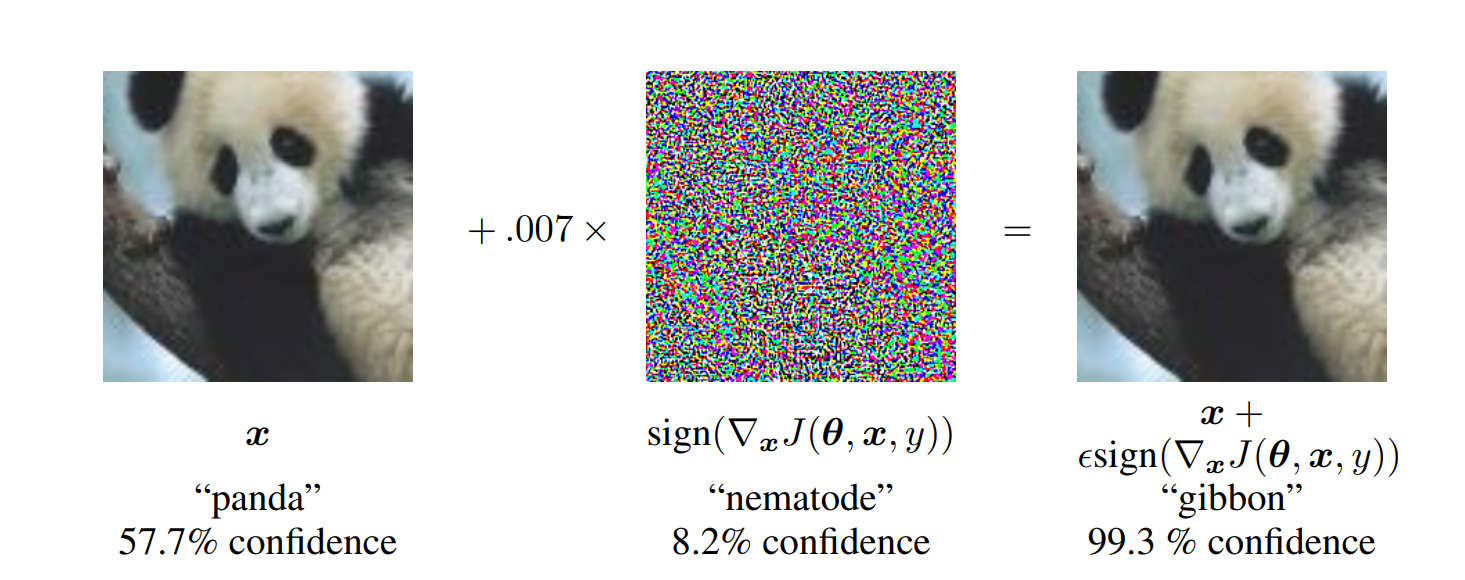 + .007 ×
=
x
sign(∇ₓJ(θ, x, y))
x +
ϵsign(∇ₓJ(θ, x, y))
“panda”
“nematode”
“gibbon”
57.7% confidence
8.2% confidence
99.3 % confidence